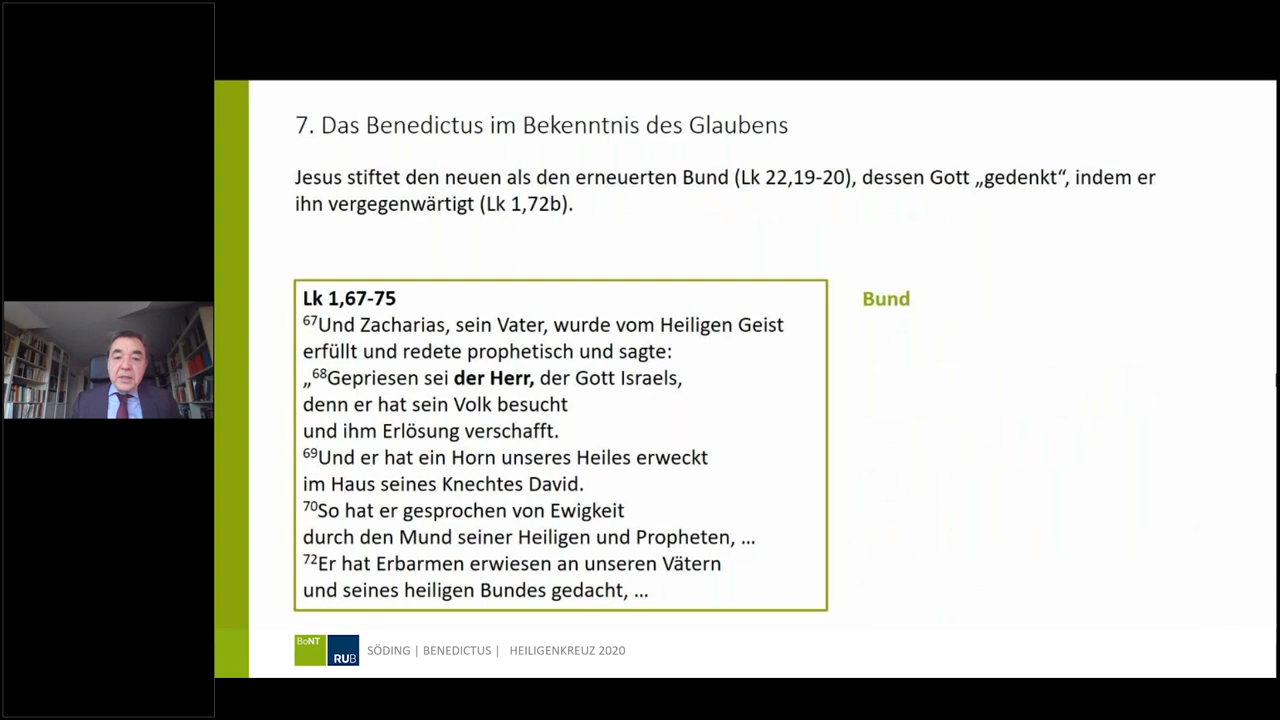 7. Das Benedictus im Bekenntnis des Glaubens
Jesus stiftet den neuen als den erneuerten Bund (Lk 22,19-20), dessen Gott „gedenkt“, indem er
ihn vergegenwärtigt (Lk 1,72b).
Lk 1,67-75
⁶⁷Und Zacharias, sein Vater, wurde vom Heiligen Geist
erfüllt und redete prophetisch und sagte:
„⁶⁸Gepriesen sei der Herr, der Gott Israels,
denn er hat sein Volk besucht
und ihm Erlösung verschafft.
⁶⁹Und er hat ein Horn unseres Heiles erweckt
im Haus seines Knechtes David.
⁷⁰So hat er gesprochen von Ewigkeit
durch den Mund seiner Heiligen und Propheten, ...
⁷²Er hat Erbarmen erwiesen an unseren Vätern
und seines heiligen Bundes gedacht, ...
Bund
BoNT
RUB
SÖDING | BENEDICTUS | HEILIGENKREUZ 2020